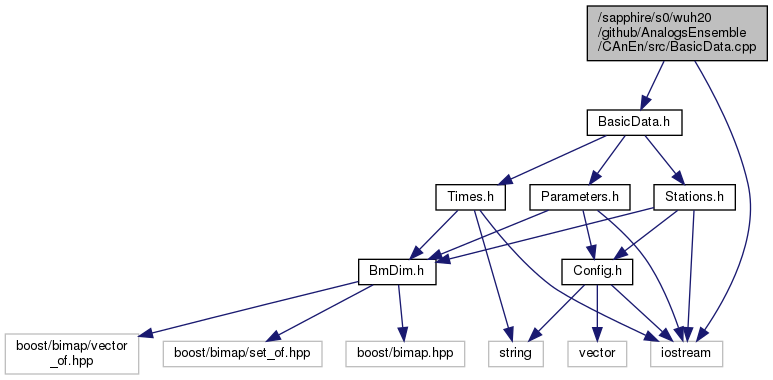 /sapphire/s0/wuh20
/github/AnalogsEnsemble
/CAnEn/src/BasicData.cpp
BasicData.h
Times.h
Parameters.h
Stations.h
BmDim.h
Config.h
boost/bimap/vector
_of.hpp
boost/bimap/set_of.hpp
boost/bimap.hpp
string
vector
iostream